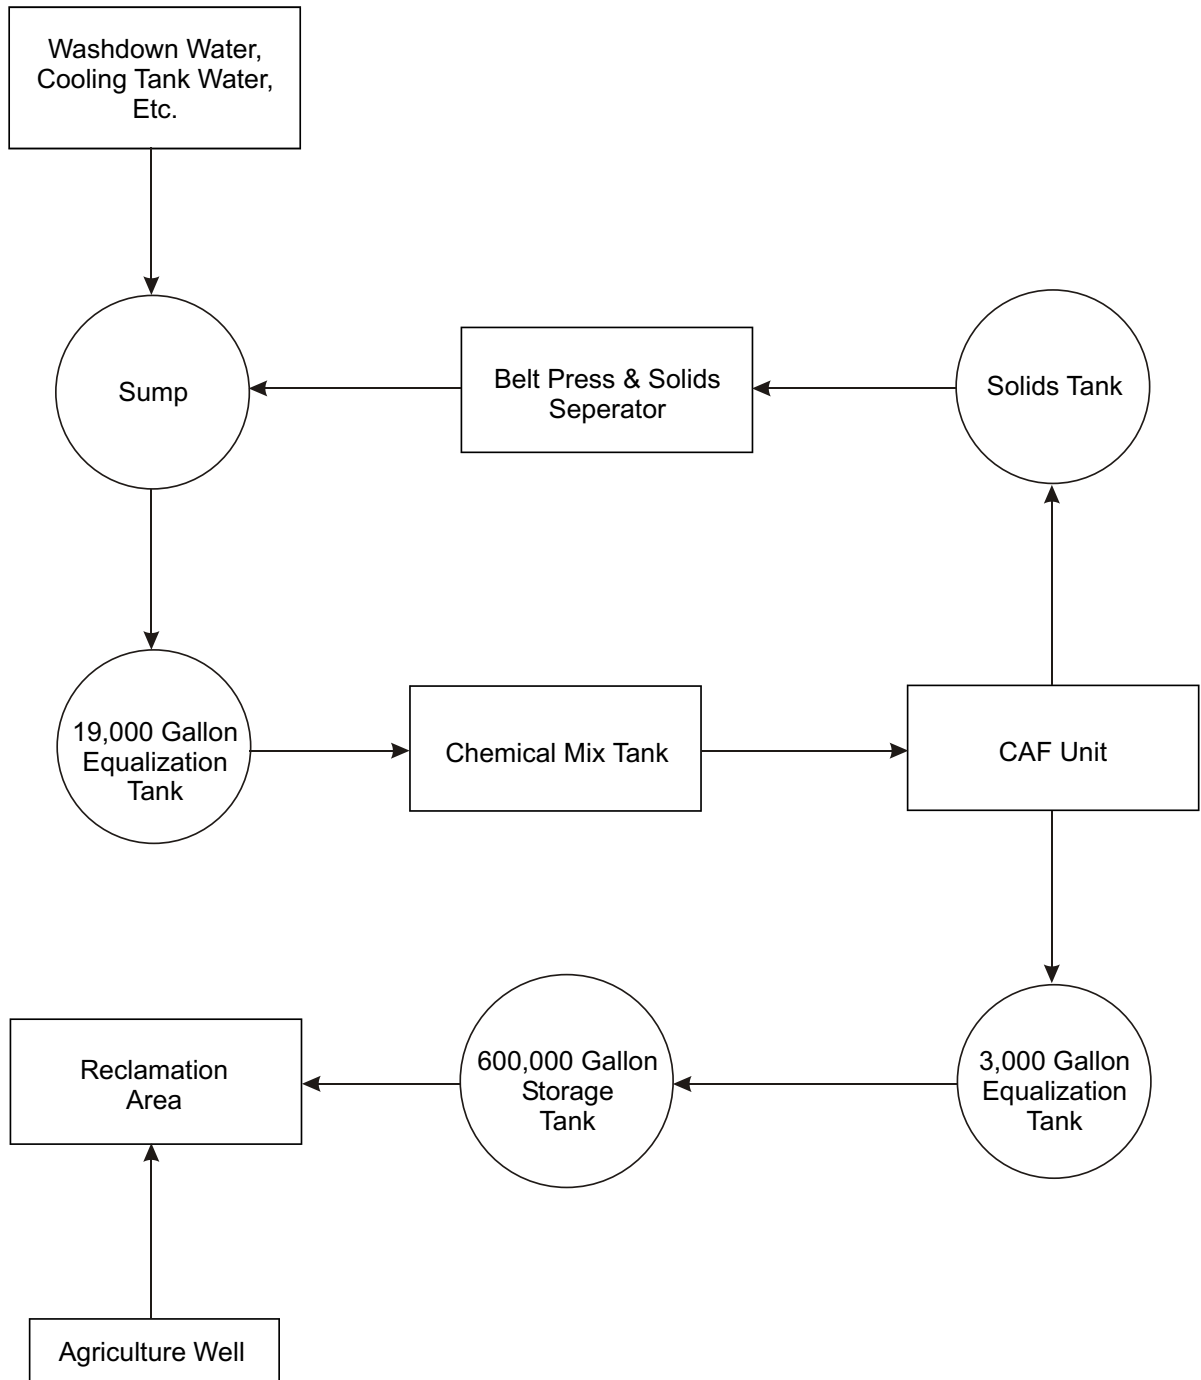 Washdown Water,
Cooling Tank Water,
Etc.
Sump
Belt Press & Solids
Seperator
Solids Tank
19,000 Gallon
Equalization
Tank
Chemical Mix Tank
CAF Unit
Reclamation
Area
600,000 Gallon
Storage
Tank
3,000 Gallon
Equalization
Tank
Agriculture Well